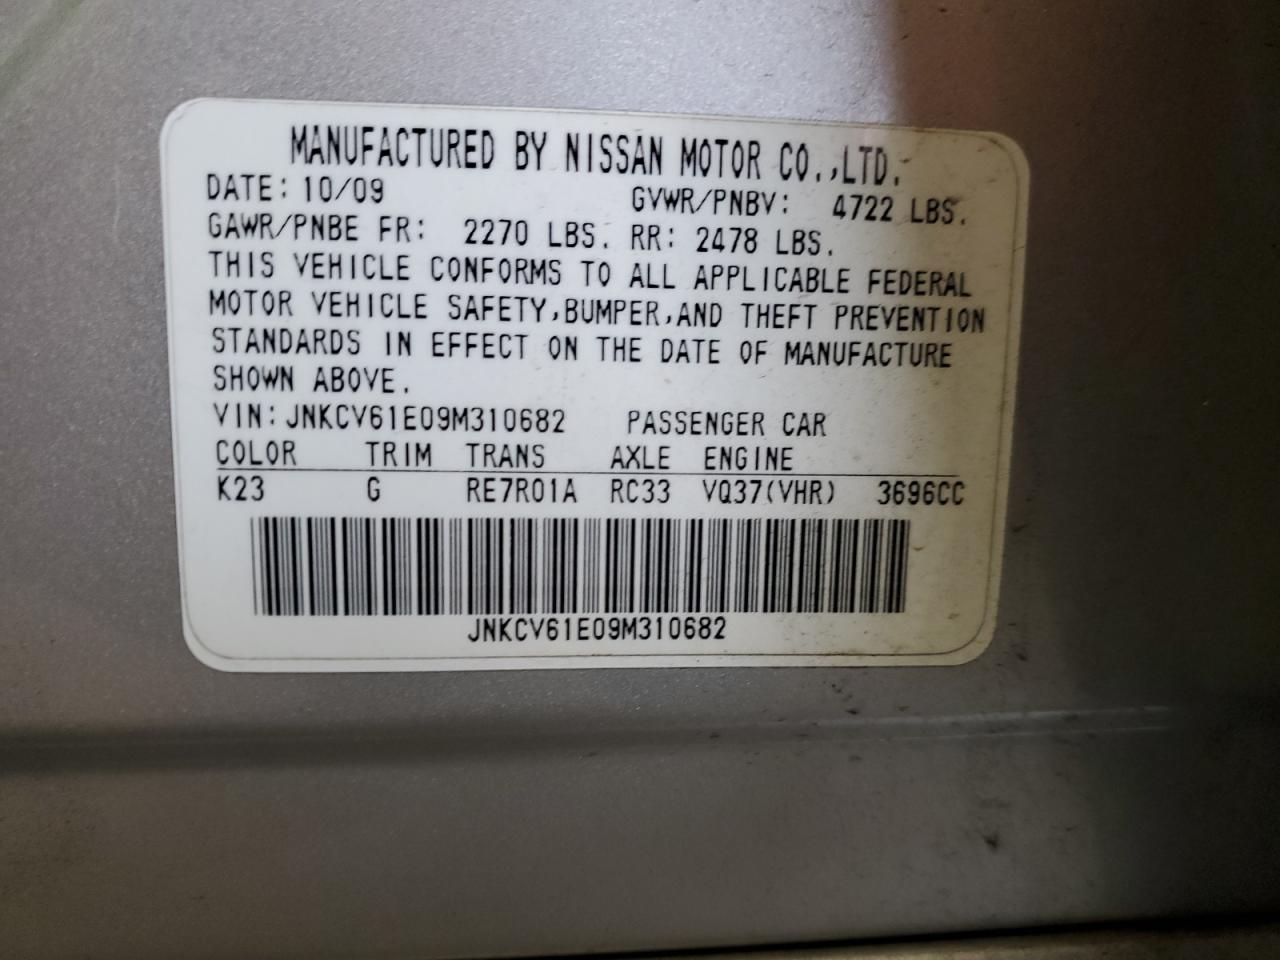 MANUFACTURED BY NISSAN MOTOR CO.,LTD.
DATE: 10/09 GVWR/PNBV: 4722 LBS.
GAWR/PNBE FR: 2270 LBS. RR: 2478 LBS.
THIS VEHICLE CONFORMS TO ALL APPLICABLE FEDERAL
MOTOR VEHICLE SAFETY,BUMPER,AND THEFT PREVENTION
STANDARDS IN EFFECT ON THE DATE OF MANUFACTURE
SHOWN ABOVE.
VIN: JNKCV61E09M310682 PASSENGER CAR
COLOR TRIM TRANS AXLE ENGINE
K23 G RE7R01A RC33 VQ37(VHR) 3696CC
JNKCV61E09M310682